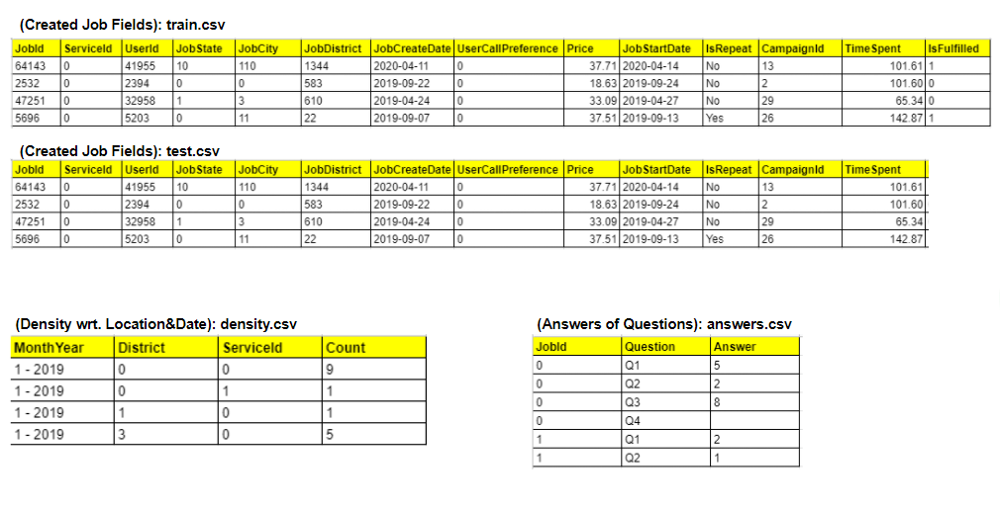 (Created Job Fields): train.csv
JobId ServiceId UserId JobState JobCity JobDistrict JobCreateDate UserCallPreference Price JobStartDate IsRepeat CampaignId TimeSpent IsFulfilled
64143 0 41955 10 110 1344 2020-04-11 0 37.71 2020-04-14 No 13 101.61 1
2532 0 2394 0 0 583 2019-09-22 0 18.63 2019-09-24 No 2 101.60 0
47251 0 32958 1 3 610 2019-04-24 0 33.09 2019-04-27 No 29 65.34 0
5696 0 5203 0 11 22 2019-09-07 0 37.51 2019-09-13 Yes 26 142.87 1
(Created Job Fields): test.csv
JobId ServiceId UserId JobState JobCity JobDistrict JobCreateDate UserCallPreference Price JobStartDate IsRepeat CampaignId TimeSpent
64143 0 41955 10 110 1344 2020-04-11 0 37.71 2020-04-14 No 13 101.61
2532 0 2394 0 0 583 2019-09-22 0 18.63 2019-09-24 No 2 101.60
47251 0 32958 1 3 610 2019-04-24 0 33.09 2019-04-27 No 29 65.34
5696 0 5203 0 11 22 2019-09-07 0 37.51 2019-09-13 Yes 26 142.87
(Density wrt. Location&Date): density.csv
MonthYear District ServiceId Count
1 - 2019 0 0 9
1 - 2019 0 1 1
1 - 2019 1 0 1
1 - 2019 3 0 5
(Answers of Questions): answers.csv
JobId Question Answer
0 Q1 5
0 Q2 2
0 Q3 8
0 Q4
1 Q1 2
1 Q2 1